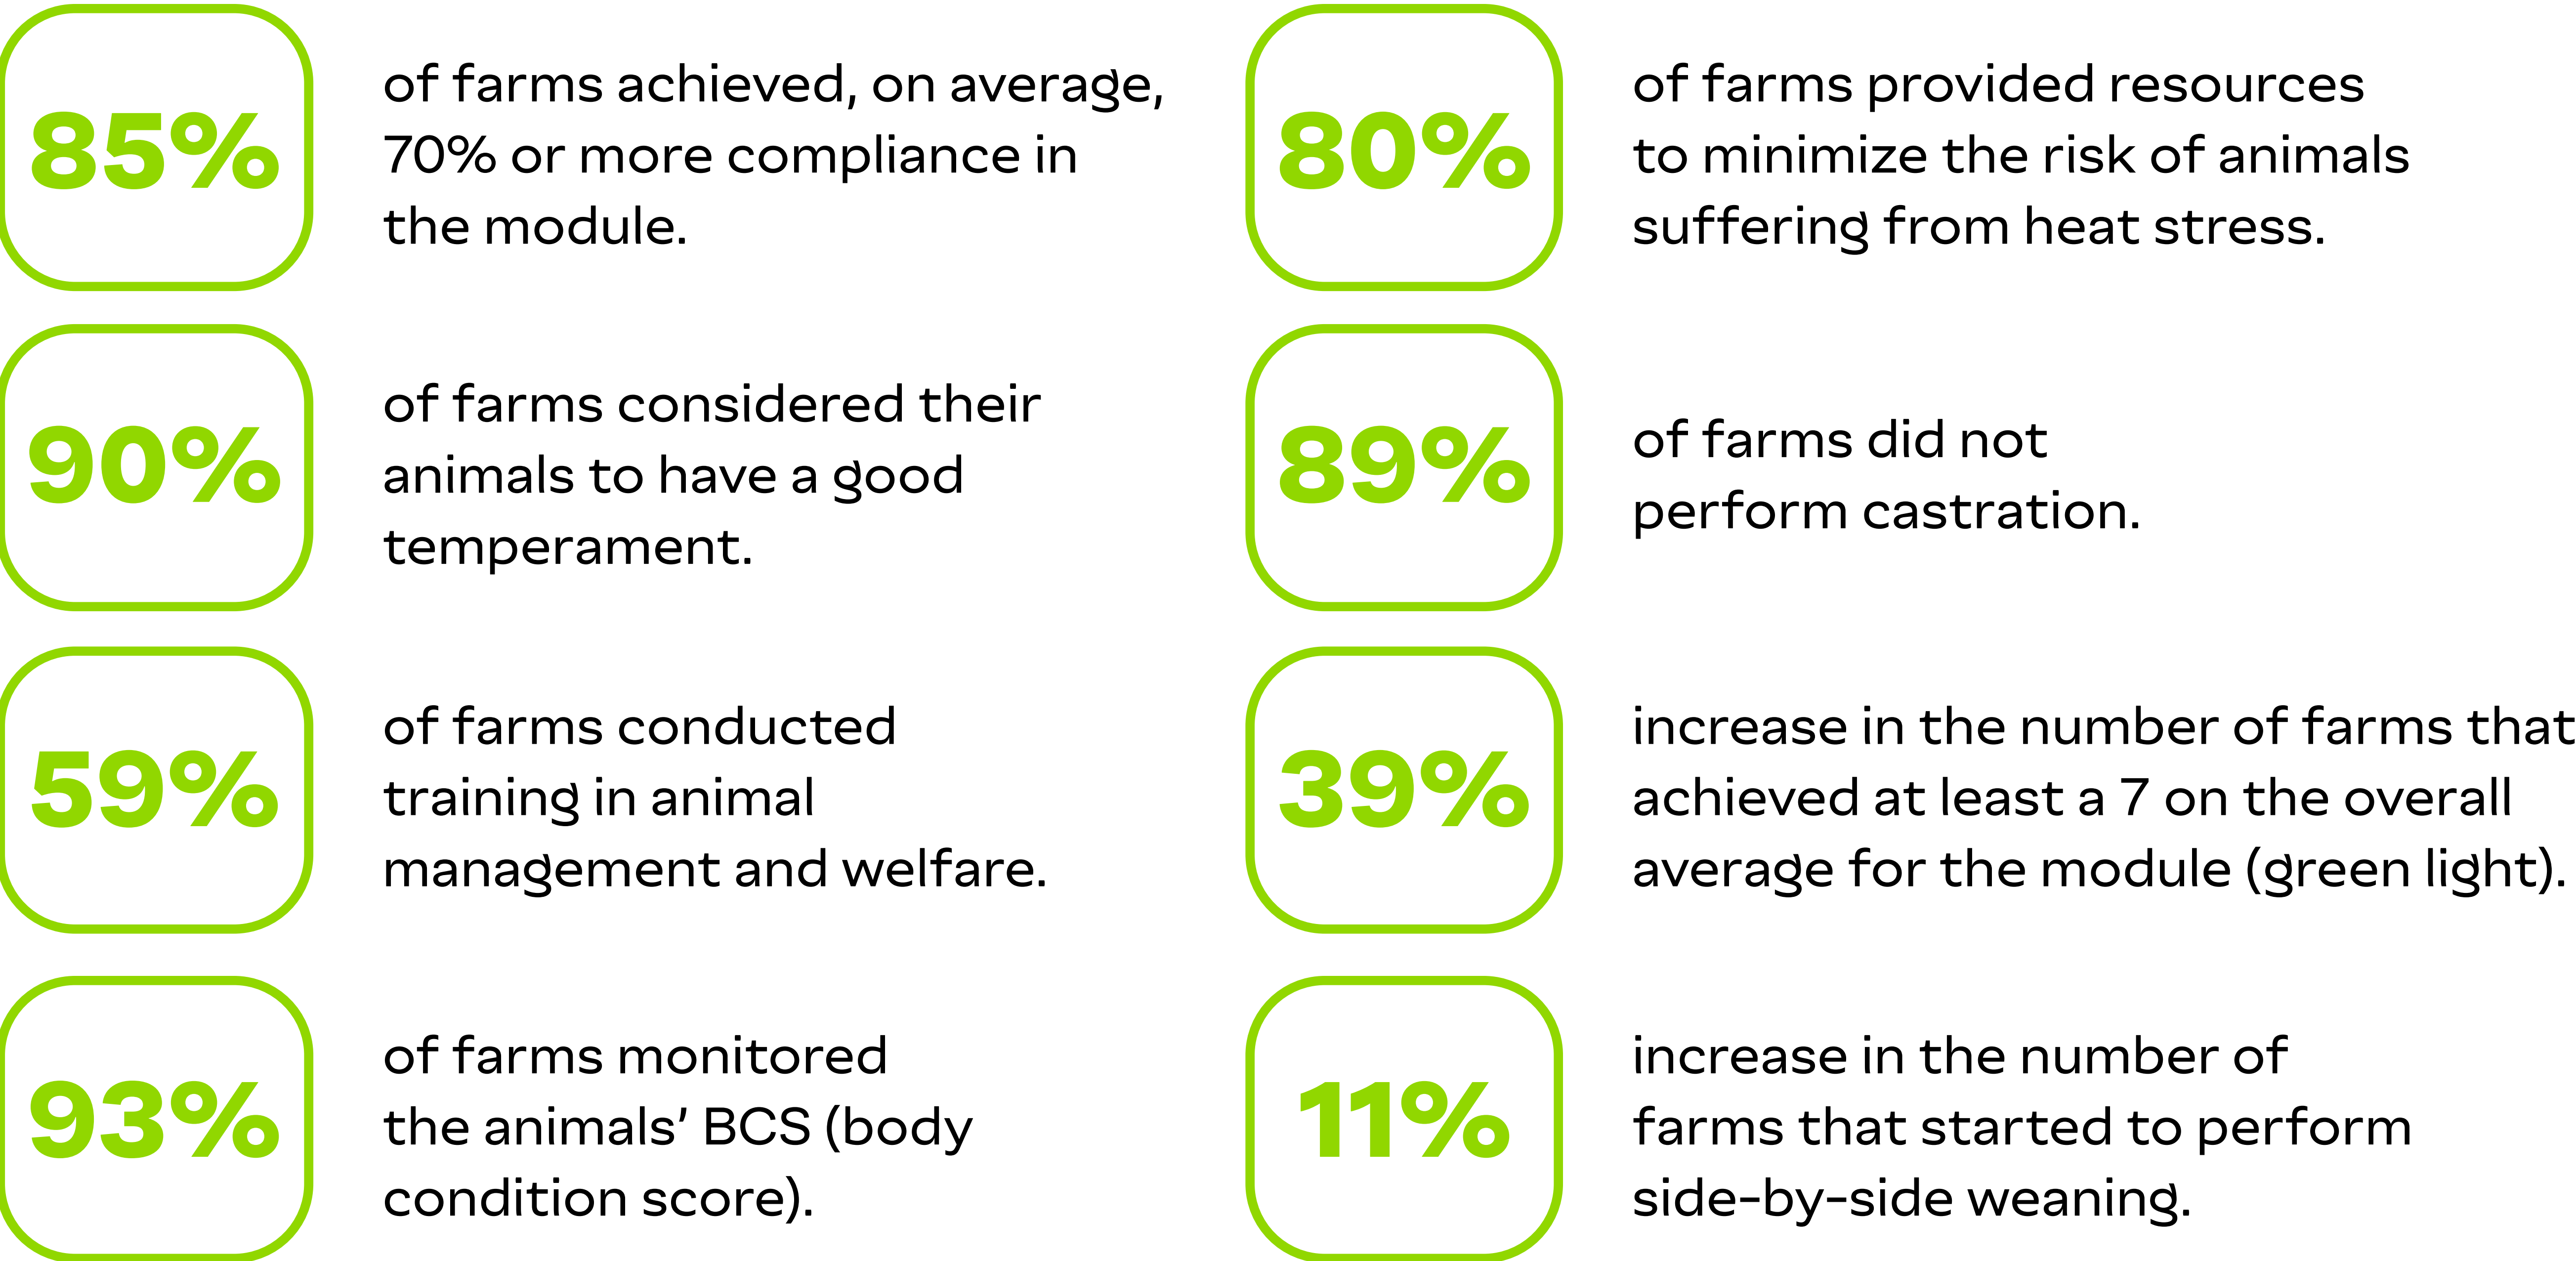 85%
of farms achieved, on average,
70% or more compliance in
the module.
80%
of farms provided resources
to minimize the risk of animals
suffering from heat stress.
90%
of farms considered their
animals to have a good
temperament.
89%
of farms did not
perform castration.
59%
of farms conducted
training in animal
management and welfare.
39%
increase in the number of farms that
achieved at least a 7 on the overall
average for the module (green light).
93%
of farms monitored
the animals’ BCS (body
condition score).
11%
increase in the number of
farms that started to perform
side-by-side weaning.